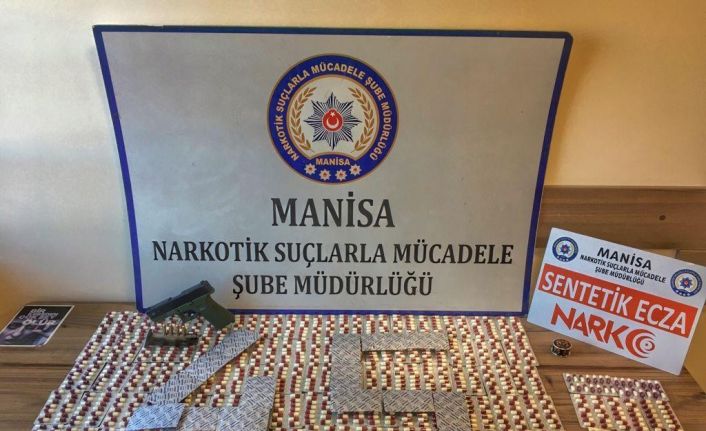 NARKOTİK SUÇLARLA MÜCADELE ŞUBE MÜDÜRLÜĞÜ
MANİSA
MANİSA
NARKOTİK SUÇLARLA MÜCADELE
ŞUBE MÜDÜRLÜĞÜ
MANİSA
NARKOTİK SUÇLARLA MÜCADELE
ŞUBE MÜDÜRLÜĞÜ
SENTETİK ECZA
NARKO